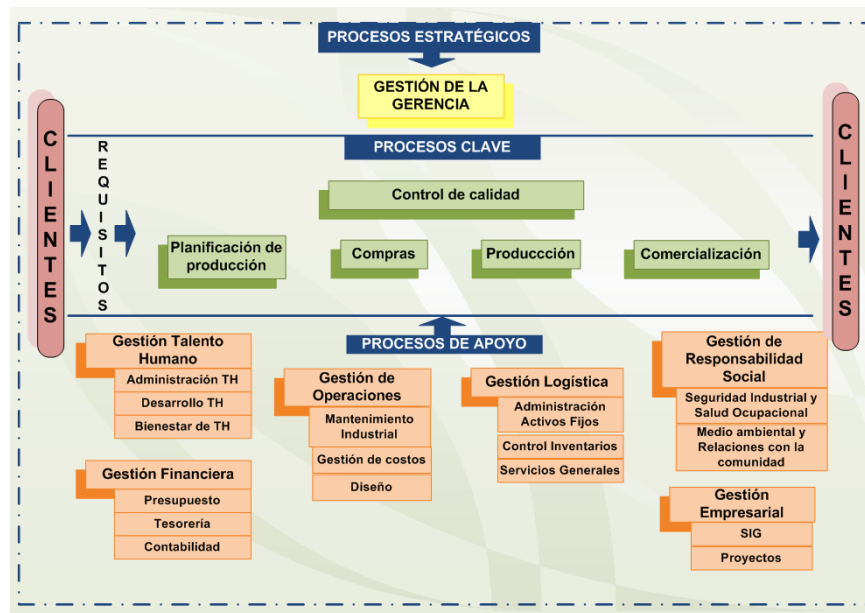 PROCESOS ESTRATÉGICOS
GESTIÓN DE LA
GERENCIA
CLIENTES
REQUISITOS
PROCESOS CLAVE
Control de calidad
Planificación de
producción
Compras
Produccción
Comercialización
CLIENTES
PROCESOS DE APOYO
Gestión Talento
Humano
Administración TH
Desarrollo TH
Bienestar de TH
Gestión Financiera
Presupuesto
Tesorería
Contabilidad
Gestión de
Operaciones
Mantenimiento
Industrial
Gestión de costos
Diseño
Gestión Logística
Administración
Activos Fijos
Control Inventarios
Servicios Generales
Gestión de
Responsabilidad
Social
Seguridad Industrial y
Salud Ocupacional
Medio ambiental y
Relaciones con la
comunidad
Gestión
Empresarial
SIG
Proyectos